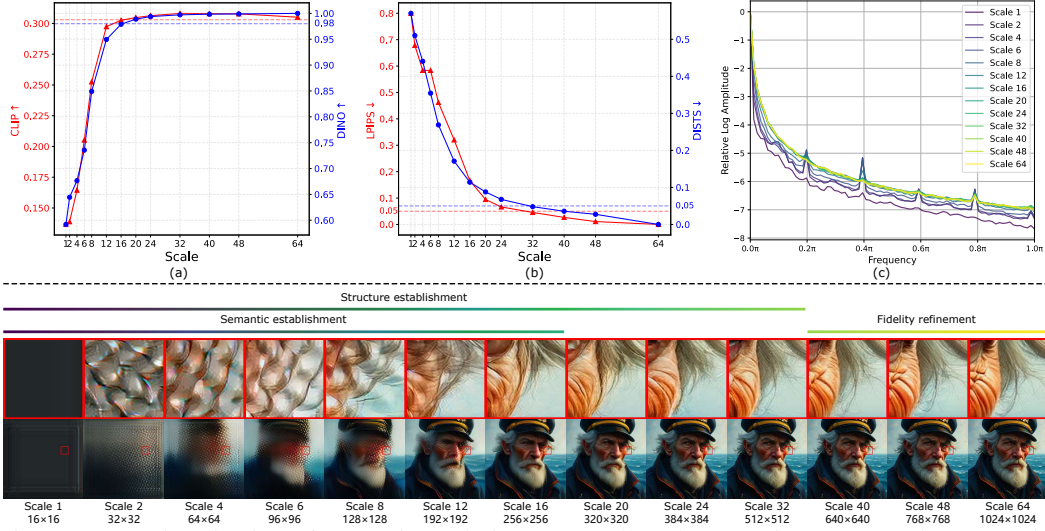 0.300
0.275
0.250
0.225
0.200
0.175
0.150
CLIP ↑
1.00
0.98
0.95
0.90
0.85
0.80
0.75
0.70
0.65
0.60
DINO ↑
1 2 4 6 8 12 16 20 24 32 40 48 64
Scale
(a)
0.8
0.7
0.6
0.5
0.4
0.3
0.2
0.1
0.05
0.0
LPIPS ↓
0.5
0.4
0.3
0.2
0.1
0.05
0.0
DISTS ↓
1 2 4 6 8 12 16 20 24 32 40 48 64
Scale
(b)
0
−1
−2
−3
−4
−5
−6
−7
−8
Relative Log Amplitude
Scale 1
Scale 2
Scale 4
Scale 6
Scale 8
Scale 12
Scale 16
Scale 20
Scale 24
Scale 32
Scale 40
Scale 48
Scale 64
0.0π 0.2π 0.4π 0.6π 0.8π 1.0π
Frequency
(c)
Structure establishment
Semantic establishment Fidelity refinement
Scale 1 Scale 2 Scale 4 Scale 6 Scale 8 Scale 12 Scale 16 Scale 20 Scale 24 Scale 32 Scale 40 Scale 48 Scale 64
16×16 32×32 64×64 96×96 128×128 192×192 256×256 320×320 384×384 512×512 640×640 768×768 1024×1024